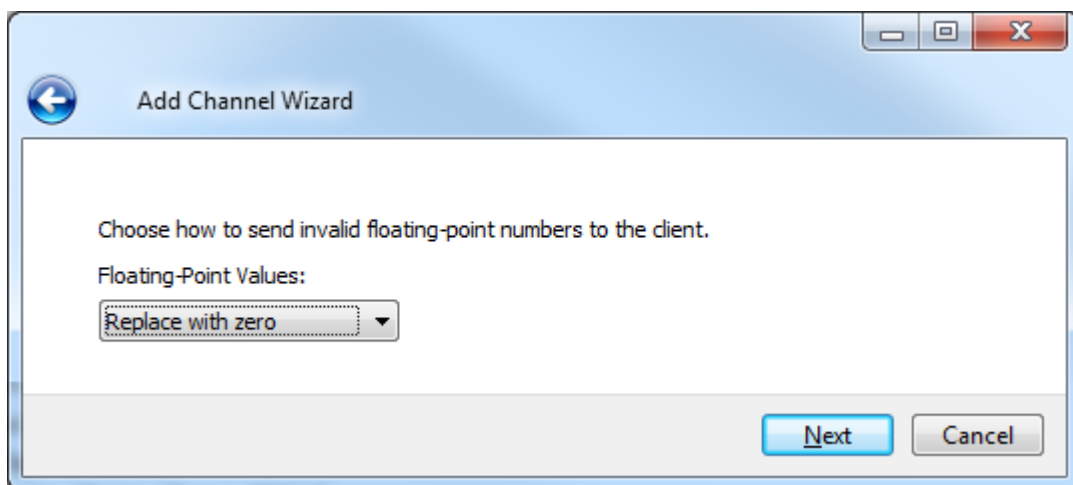 Add Channel Wizard
Choose how to send invalid floating-point numbers to the client.
Floating-Point Values:
Replace with zero
Next Cancel